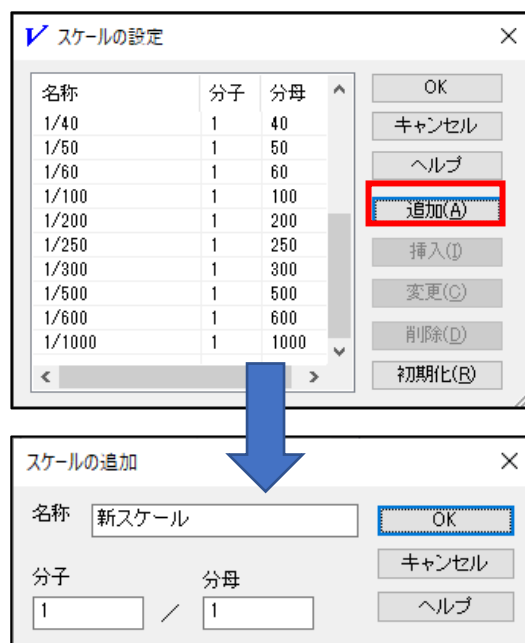 スケールの設定
名称 分子 分母
1/40 1 40
1/50 1 50
1/60 1 60
1/100 1 100
1/200 1 200
1/250 1 250
1/300 1 300
1/500 1 500
1/600 1 600
1/1000 1 1000
OK
キャンセル
ヘルプ
追加(A)
挿入(I)
変更(C)
削除(D)
初期化(R)
スケールの追加
名称 新スケール
分子 分母
1 / 1
OK
キャンセル
ヘルプ